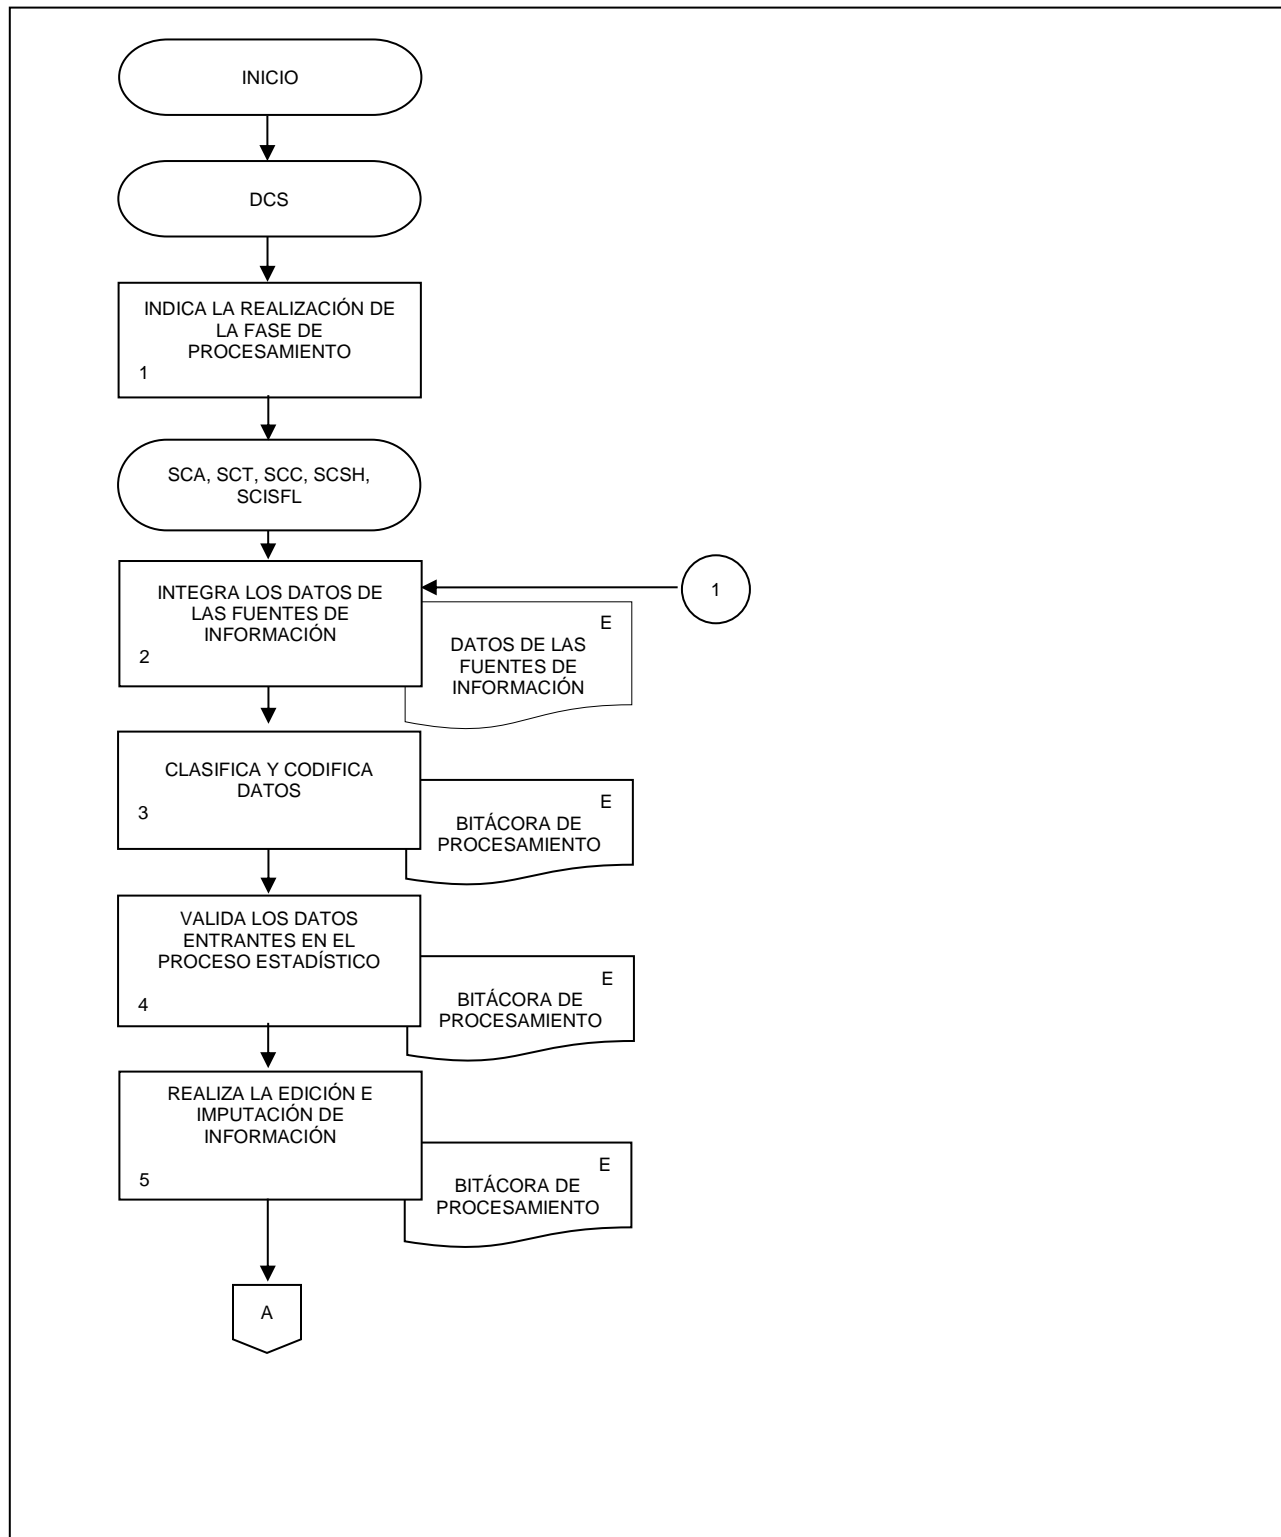 INICIO
DCS
INDICA LA REALIZACIÓN DE
LA FASE DE
PROCESAMIENTO
1
SCA, SCT, SCC, SCSH,
SCISFL
INTEGRA LOS DATOS DE
LAS FUENTES DE
INFORMACIÓN
2
1
E
DATOS DE LAS
FUENTES DE
INFORMACIÓN
CLASIFICA Y CODIFICA
DATOS
3
E
BITÁCORA DE
PROCESAMIENTO
VALIDA LOS DATOS
ENTRANTES EN EL
PROCESO ESTADÍSTICO
4
E
BITÁCORA DE
PROCESAMIENTO
REALIZA LA EDICIÓN E
IMPUTACIÓN DE
INFORMACIÓN
5
E
BITÁCORA DE
PROCESAMIENTO
A